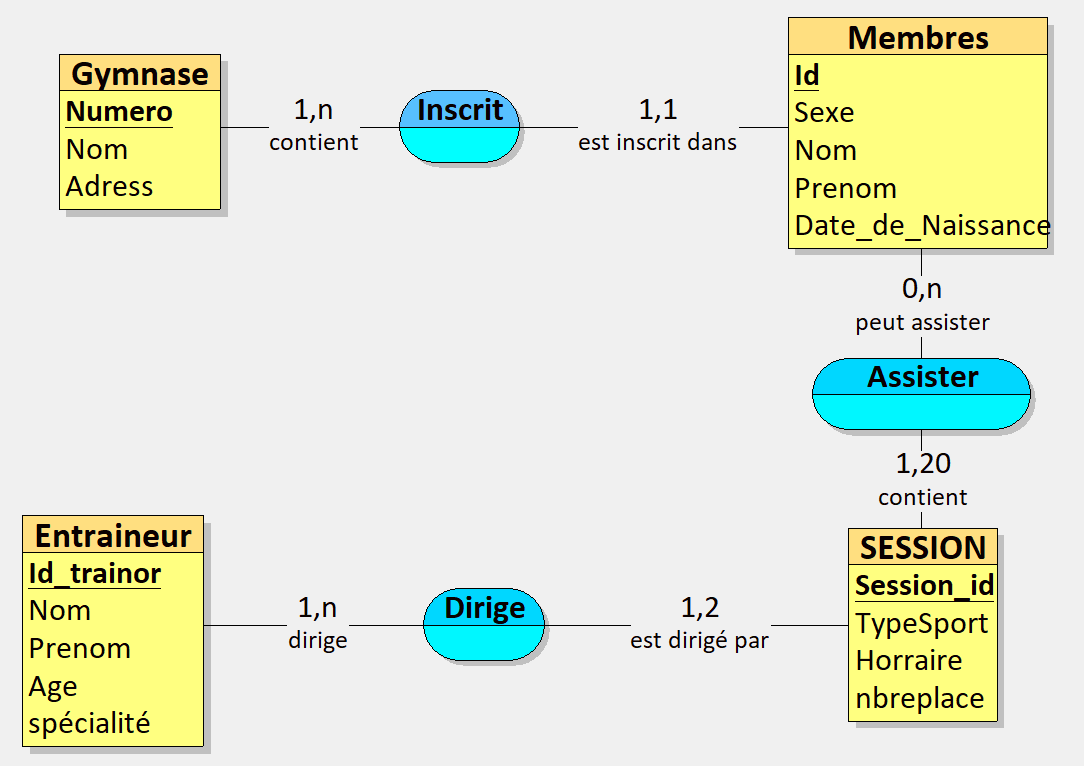 Gymnase
Numero
Nom
Adress
1,n
contient
Inscrit
1,1
est inscrit dans
Membres
Id
Sexe
Nom
Prenom
Date_de_Naissance
0,n
peut assister
Assister
1,20
contient
Entraineur
Id_trainor
Nom
Prenom
Age
spécialité
1,n
dirige
Dirige
1,2
est dirigé par
SESSION
Session_id
TypeSport
Horraire
nbreplace